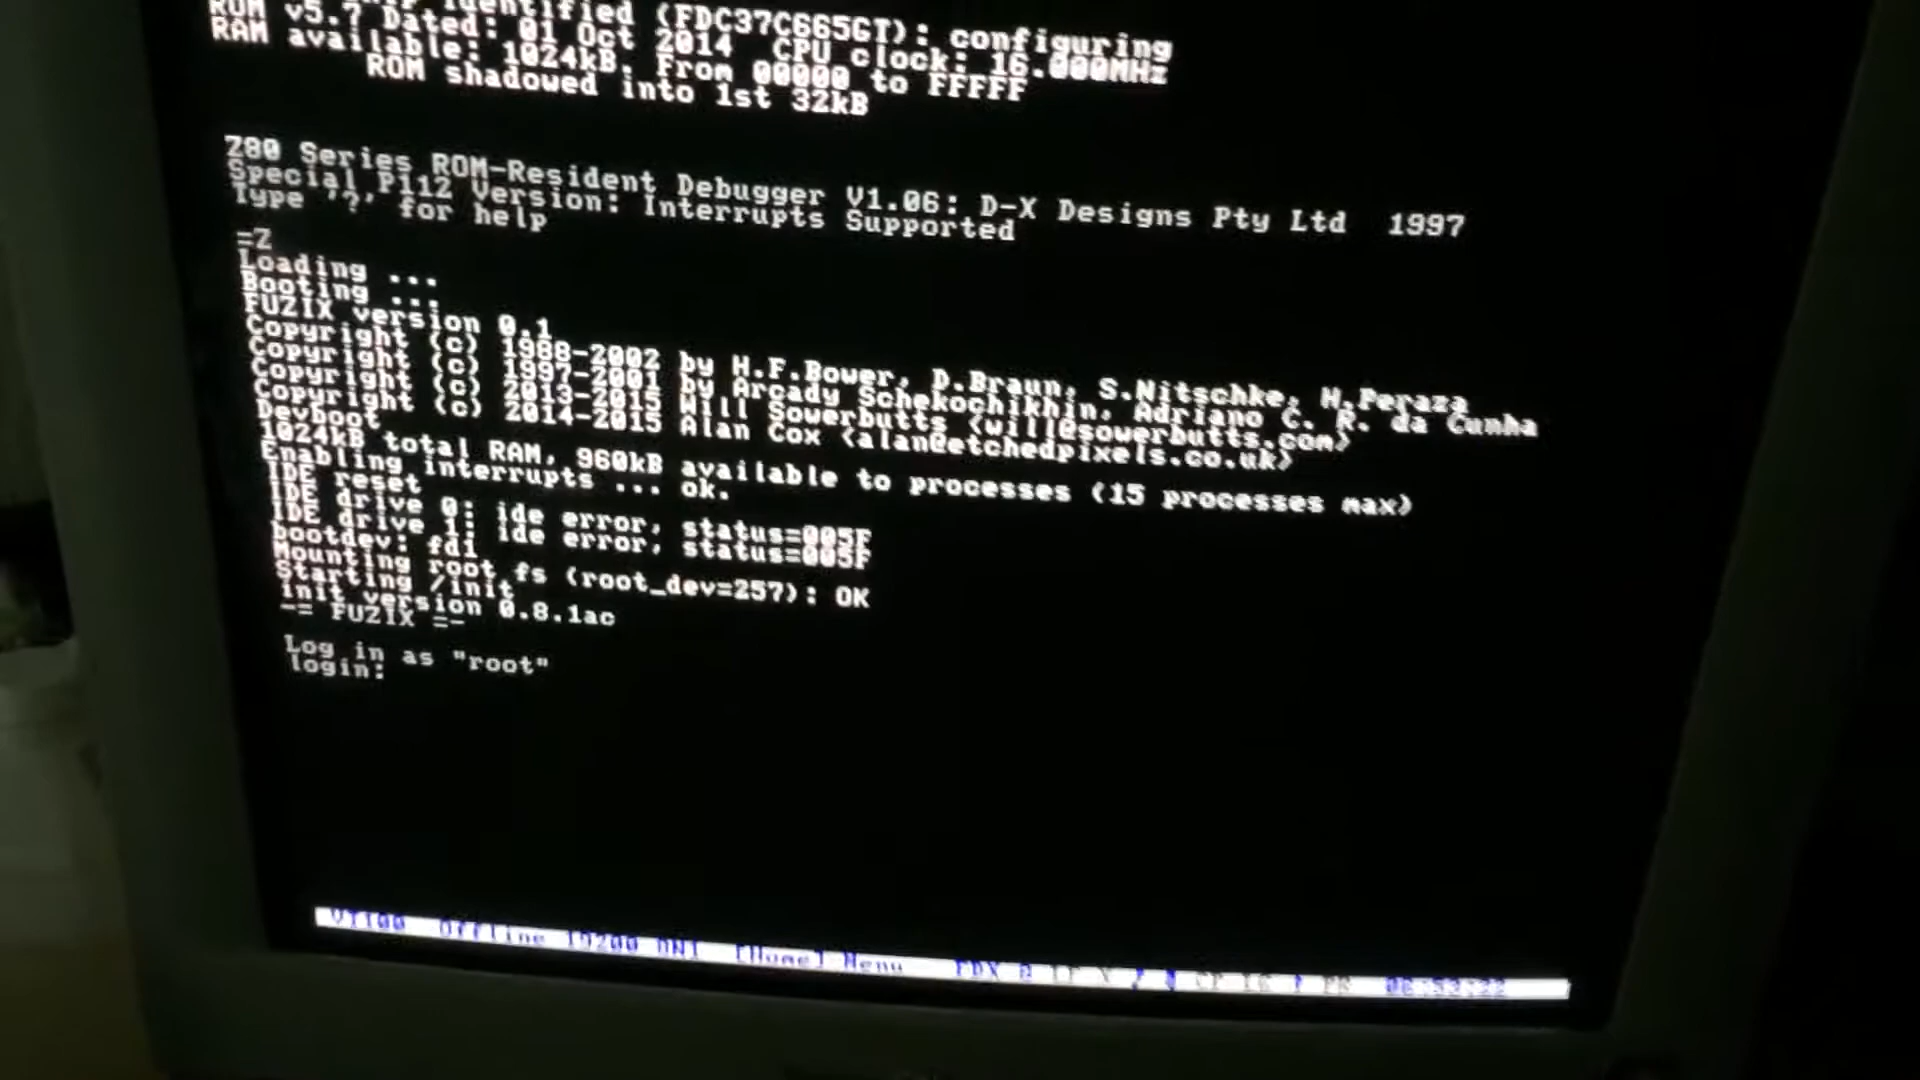 identified (FDC37C665GT): configuring
ROM v5.7 Dated: 01 Oct 2014  CPU clock: 16.000MHz
RAM available: 1024kB. From 00000 to FFFFF
ROM shadowed into 1st 32kB
Z80 Series ROM-Resident Debugger V1.06: D-X Designs Pty Ltd  1997
Special P112 Version: Interrupts Supported
Type '?' for help
=Z
Loading ...
Booting ...
FUZIX version 0.1
Copyright (c) 1988-2002 by H.F.Bower, D.Braun, S.Nitschke, H.Peraza
Copyright (c) 1997-2001 by Arcady Schekochikhin, Adriano C. R. da Cunha
Copyright (c) 2013-2015 Will Sowerbutts <will@sowerbutts.com>
Copyright (c) 2014-2015 Alan Cox <alan@etchedpixels.co.uk>
Devboot
1024kB total RAM, 960kB available to processes (15 processes max)
Enabling interrupts ... ok.
IDE reset
IDE drive 0: ide error, status=005F
IDE drive 1: ide error, status=005F
bootdev: fd1
Mounting root fs (root_dev=257): OK
Starting /init
init version 0.8.1ac
-= FUZIX =-
Log in as "root"
login:
VT100 Offline 19200 8N1 [Home] Menu FDX